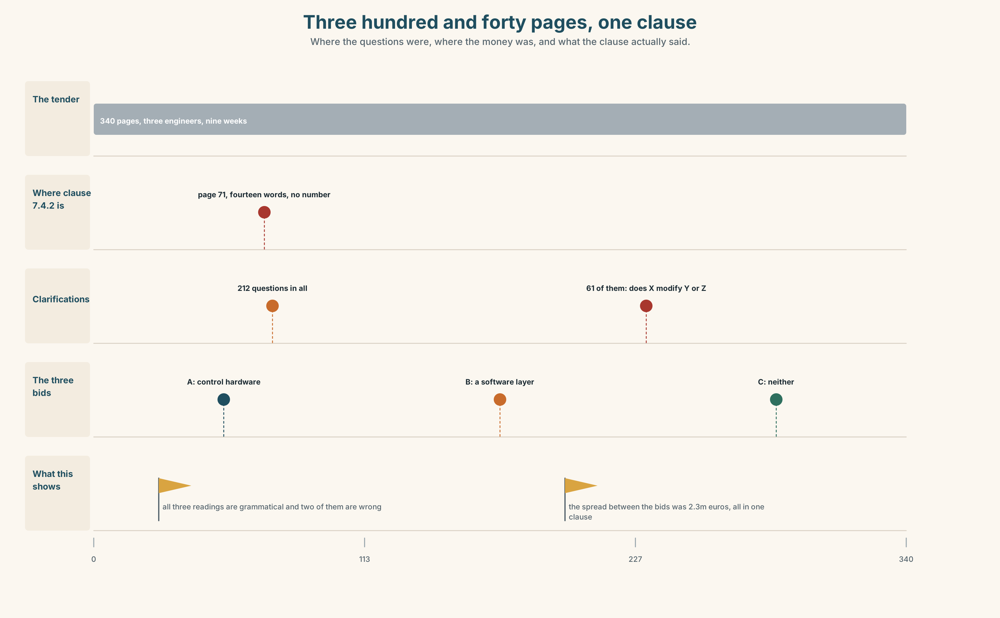 Three hundred and forty pages, one clause
Where the questions were, where the money was, and what the clause actually said.
The tender
340 pages, three engineers, nine weeks
Where clause
7.4.2 is
page 71, fourteen words, no number
Clarifications
212 questions in all
61 of them: does X modify Y or Z
The three
bids
A: control hardware
B: a software layer
C: neither
What this
shows
all three readings are grammatical and two of them are wrong
the spread between the bids was 2.3m euros, all in one
clause
0
113
227
340